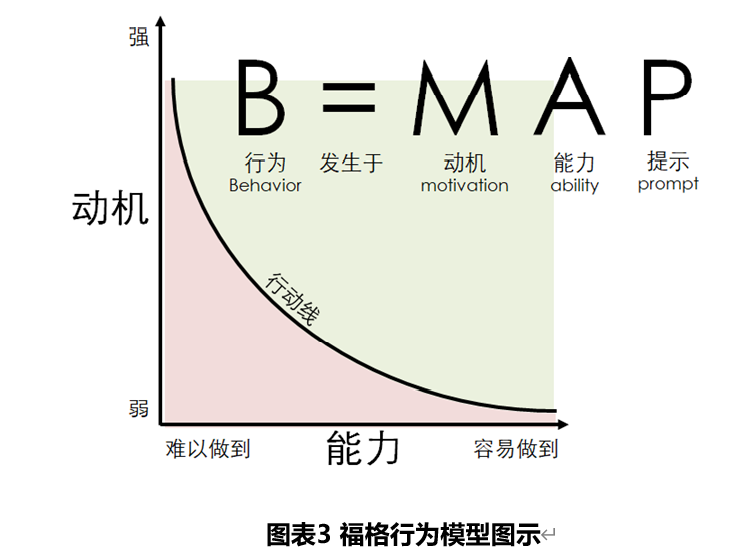 强
B = M A P
行为 发生于 动机 能力 提示
Behavior motivation ability prompt
动机
行动线
弱
难以做到 能力 容易做到
图表3 福格行为模型图示↵